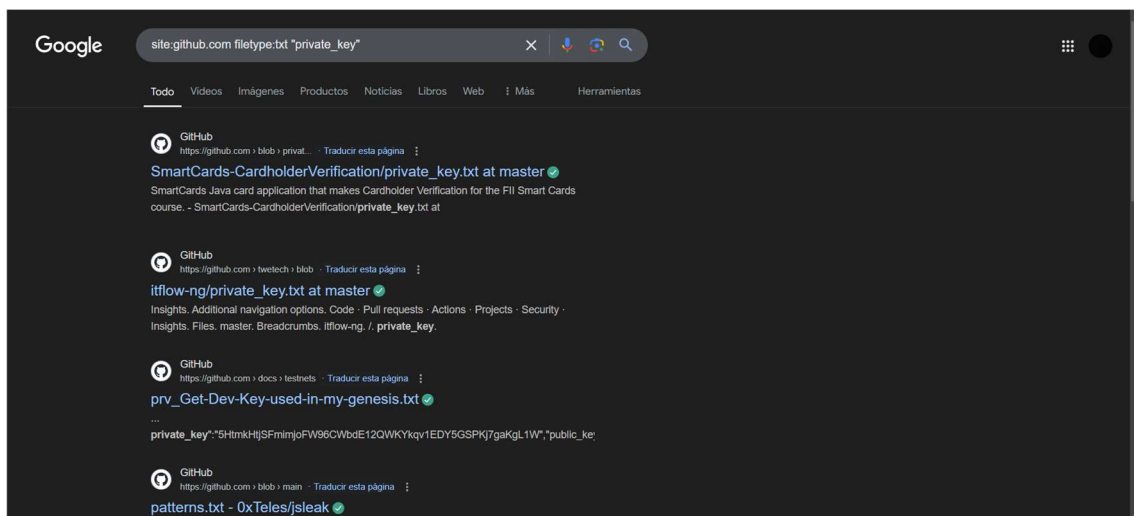 Google
site:github.com filetype:txt "private_key"
Todo Videos Imágenes Productos Noticias Libros Web Más Herramientas
GitHub
https://github.com › blob › privat... · Traducir esta página
SmartCards-CardholderVerification/private_key.txt at master
SmartCards Java card application that makes Cardholder Verification for the FII Smart Cards
course. - SmartCards-CardholderVerification/private_key.txt at
GitHub
https://github.com › twetech › blob · Traducir esta página
itflow-ng/private_key.txt at master
Insights. Additional navigation options. Code · Pull requests · Actions · Projects · Security ·
Insights. Files. master. Breadcrumbs. itflow-ng. /. private_key.
GitHub
https://github.com › docs › testnets · Traducir esta página
prv_Get-Dev-Key-used-in-my-genesis.txt
...
private_key":"5HtmkHtjSFmimjoFW96CWbdE12QWKYkqv1EDY5GSPKj7gaKgL1W","public_key
GitHub
https://github.com › blob › main · Traducir esta página
patterns.txt - 0xTeles/jsleak